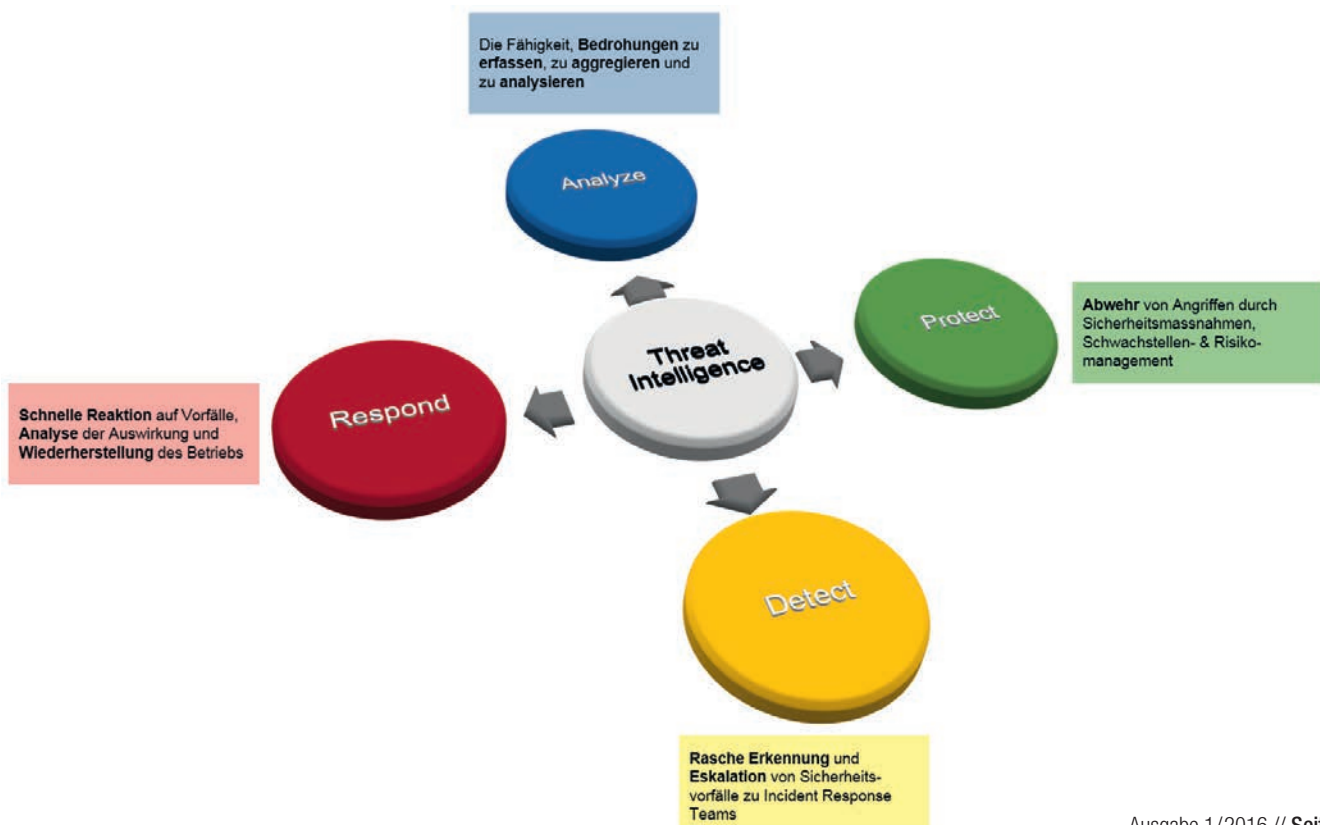 Die Fähigkeit, Bedrohungen zu
erfassen, zu aggregieren und
zu analysieren
Analyze
Protect
Abwehr von Angriffen durch
Sicherheitsmassnahmen,
Schwachstellen- & Risiko-
management
Threat
Intelligence
Respond
Schnelle Reaktion auf Vorfälle,
Analyse der Auswirkung und
Wiederherstellung des Betriebs
Detect
Rasche Erkennung und
Eskalation von Sicherheits-
vorfälle zu Incident Response
Teams
Ausgabe 1/2016 //